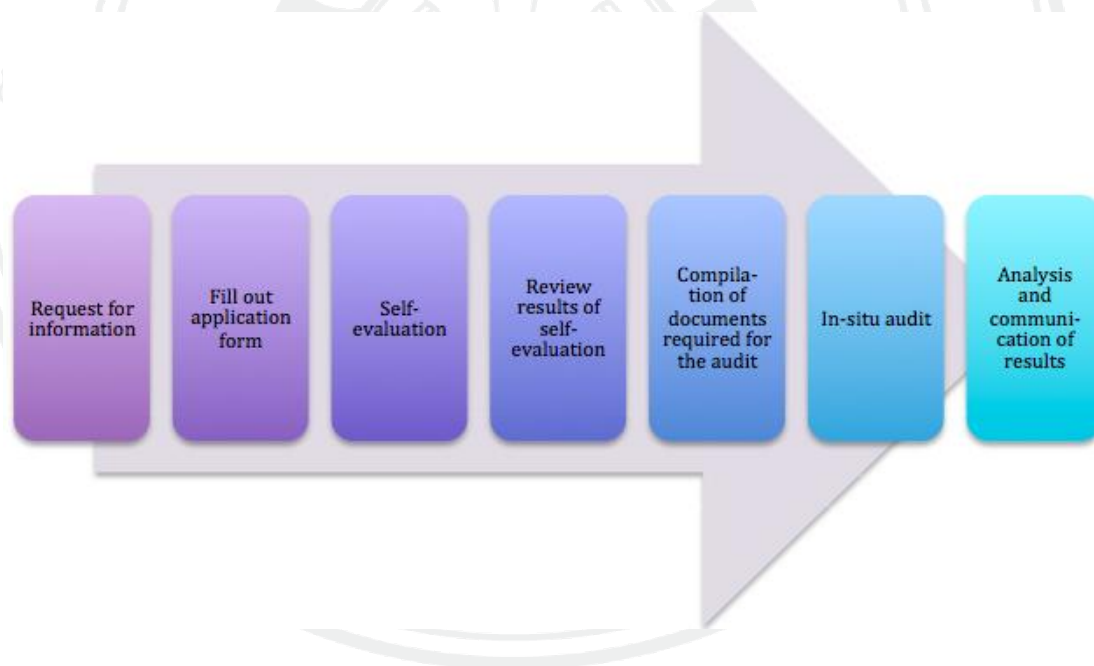 Request for
information
Fill out
application
form
Self-
evaluation
Review
results of
self-
evaluation
Compila-
tion of
documents
required for
the audit
In-situ audit
Analysis
and
communi-
cation of
results